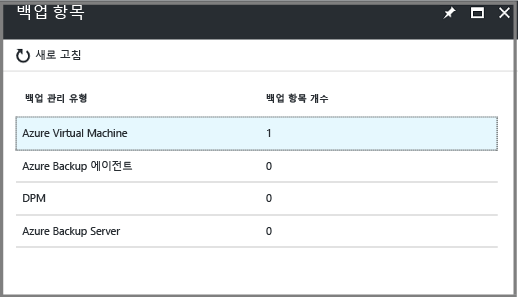 백업 항목
새로 고침
백업 관리 유형 백업 항목 개수
Azure Virtual Machine 1
Azure Backup 에이전트 0
DPM 0
Azure Backup Server 0